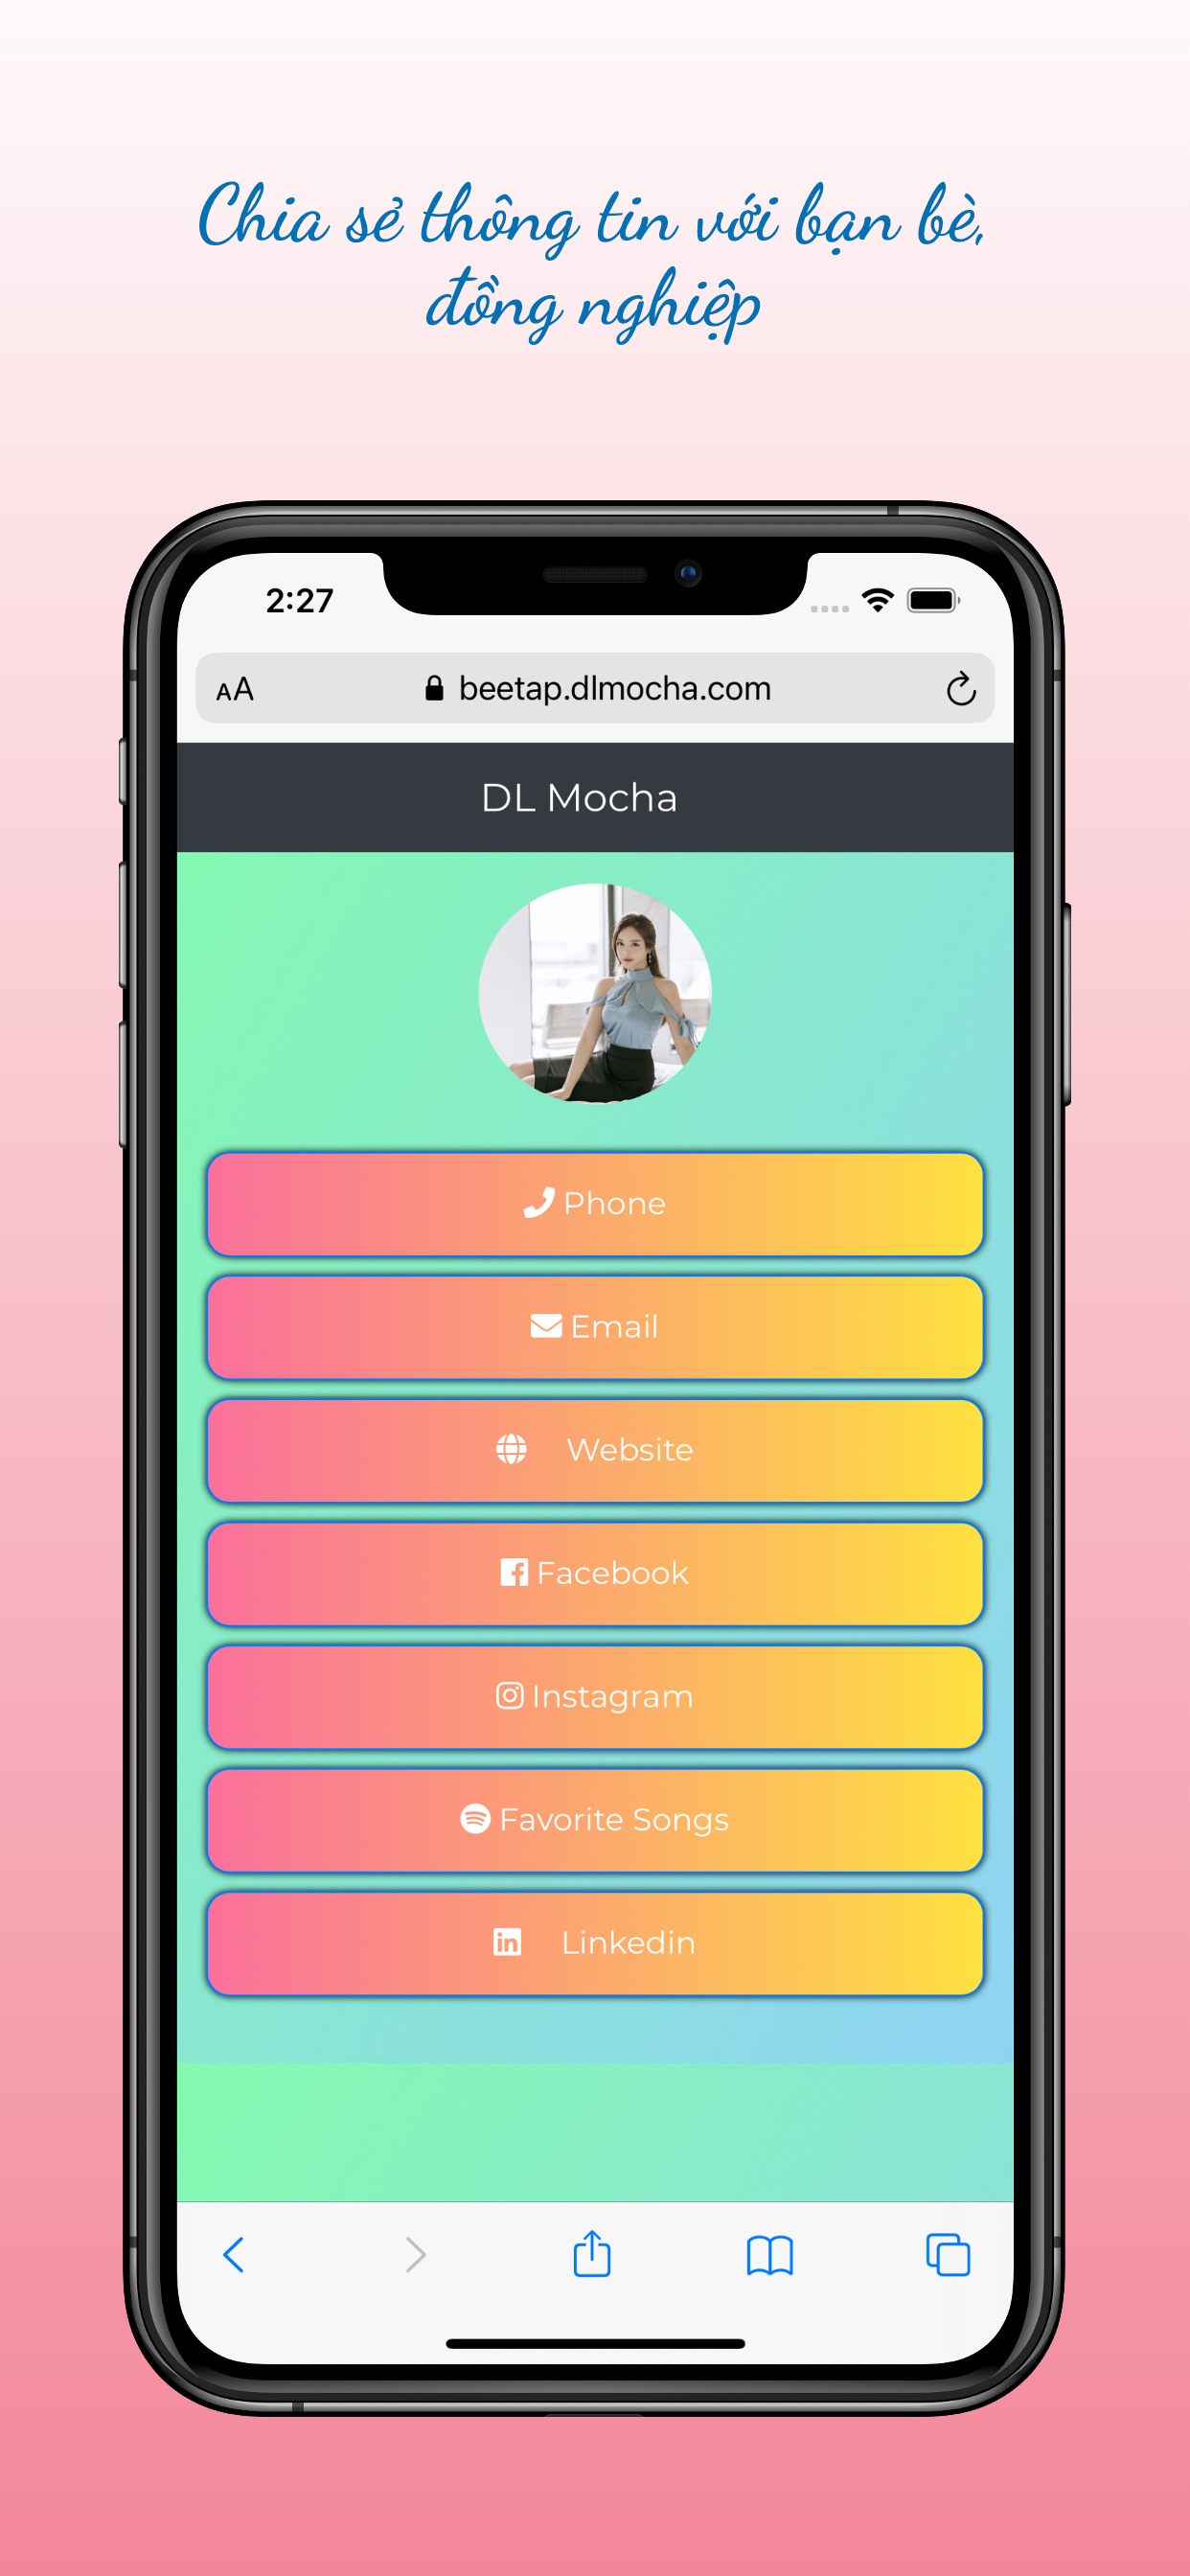 Chia sẻ thông tin với bạn bè,
đồng nghiệp
2:27
AA beetap.dlmocha.com
DL Mocha
Phone
Email
Website
Facebook
Instagram
Favorite Songs
Linkedin